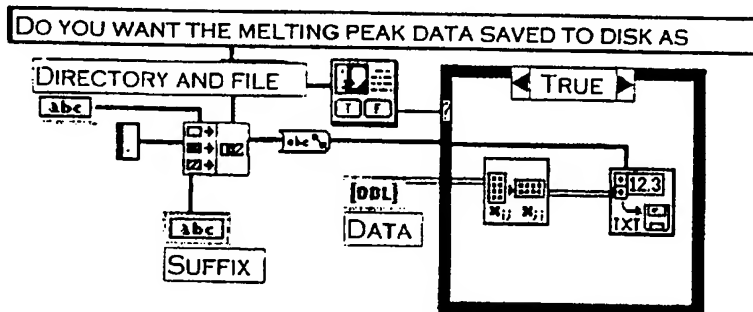 DO YOU WANT THE MELTING PEAK DATA SAVED TO DISK AS
DIRECTORY AND FILE
abc
T F
TRUE
?
.
abc
12.3
[DBL]
DATA
TXT
abc
SUFFIX